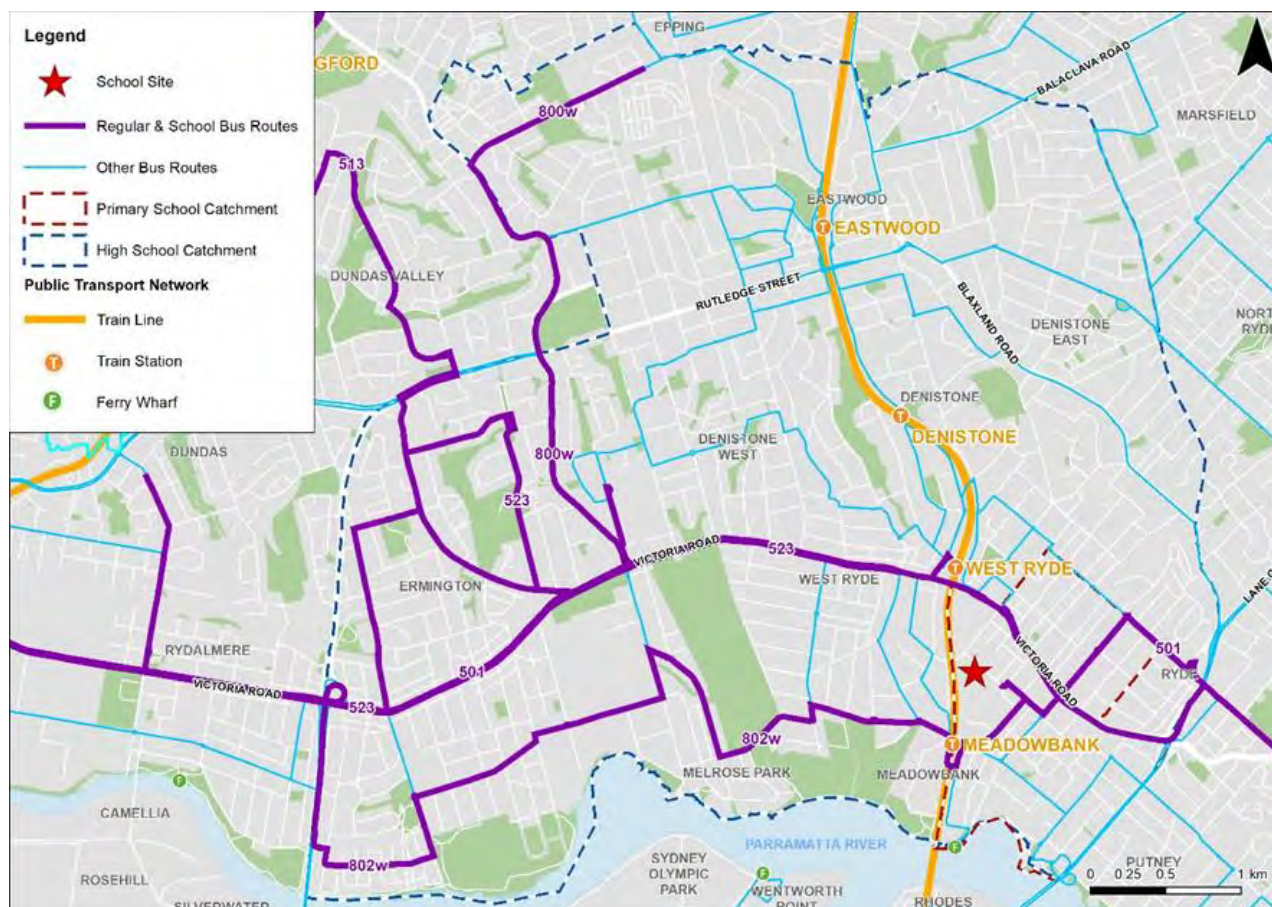 Legend
School Site
Regular & School Bus Routes
Other Bus Routes
Primary School Catchment
High School Catchment
Public Transport Network
Train Line
T
Train Station
F
Ferry Wharf
GFORD
EPPING
BALACLAVA ROAD
MARSFIELD
800w
513
EASTWOOD
T EASTWOOD
DUNDAS VALLEY
RUTLEDGE STREET
BLAXLAND ROAD
DENISTONE
EAST
NORT
RYDE
DENISTONE
T
DENISTONE
DUNDAS
DENISTONE
WEST
800w
523
VICTORIA ROAD
523
WEST RYDE
T WEST RYDE
ERMINGTON
LANE C
RYDALMERE
501
VICTORIA ROAD
501
RYDE
VICTORIA ROAD
523
802w
T MEADOWBANK
MELROSE PARK
MEADOWBANK
F
CAMELLIA
PARRAMATTA RIVER
F
802w
SYDNEY
OLYMPIC
PARK
F
WENTWORTH
POINT
PUTNEY
ROSEHILL
SILVERWATER
RHODES
0 0.25 0.5 1 km